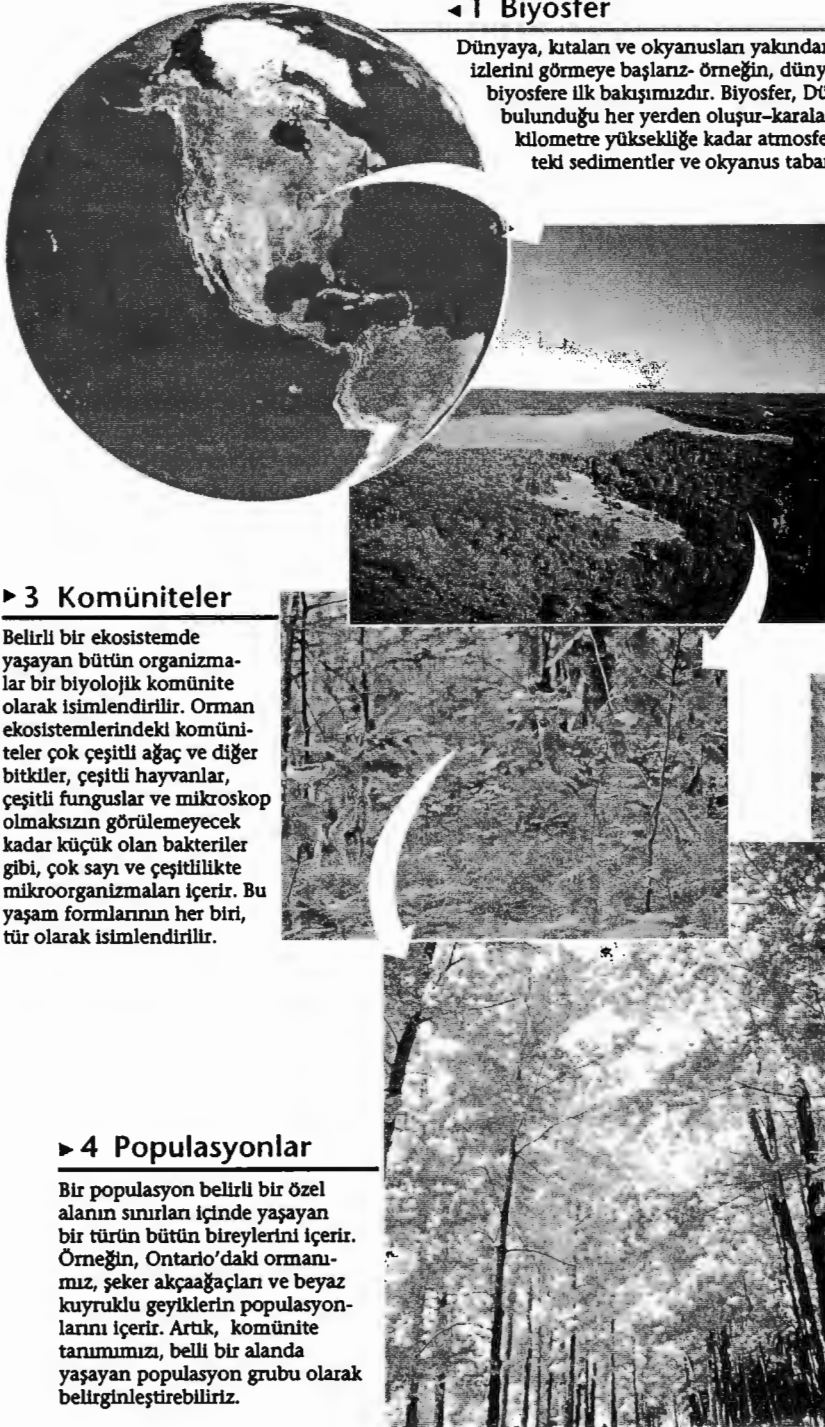 ◂ 1 Biyosfer
Dünyaya, kıtaları ve okyanusları yakından
izlerini görmeye başlarız- örneğin, düny
biyosfere ilk bakışımızdır. Biyosfer, Dü
bulunduğu her yerden oluşur–karala
kilometre yüksekliğe kadar atmosfe
teki sedimentler ve okyanus taban
▸ 3 Komüniteler
Belirli bir ekosistemde
yaşayan bütün organizma-
lar bir biyolojik komünite
olarak isimlendirilir. Orman
ekosistemlerindeki komüni-
teler çok çeşitli ağaç ve diğer
bitkiler, çeşitli hayvanlar,
çeşitli funguslar ve mikroskop
olmaksızın görülemeyecek
kadar küçük olan bakteriler
gibi, çok sayı ve çeşitlilikte
mikroorganizmaları içerir. Bu
yaşam formlarının her biri,
tür olarak isimlendirilir.
▸ 4 Populasyonlar
Bir populasyon belirli bir özel
alanın sınırları içinde yaşayan
bir türün bütün bireylerini içerir.
Örneğin, Ontario'daki ormanı-
mız, şeker akçaağaçları ve beyaz
kuyruklu geyiklerin populasyon-
larını içerir. Artık, komünite
tanımımızı, belli bir alanda
yaşayan populasyon grubu olarak
belirginleştirebiliriz.